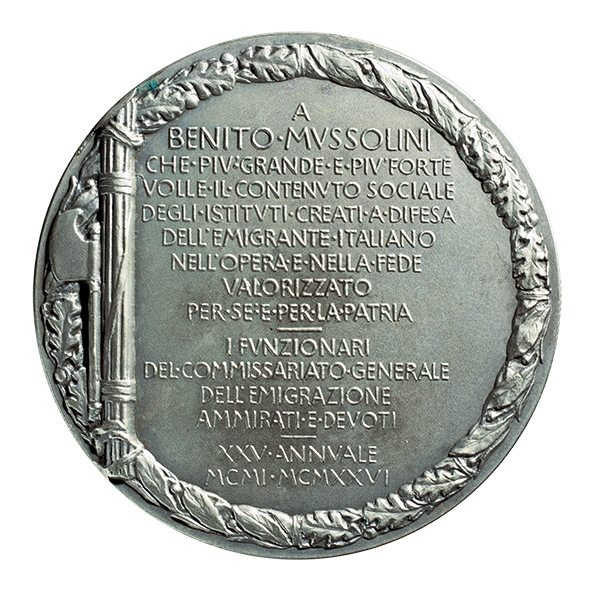 A
BENITO·MVSSOLINI
CHE·PIV'·GRANDE·E·PIV'FORTE
VOLLE·IL·CONTENVTO SOCIALE
DEGLI·ISTITVTI·CREATI·A·DIFESA
DELL'EMIGRANTE·ITALIANO
NELL'OPERA·E·NELLA·FEDE
VALORIZZATO
PER·SE'·E·PER·LA·PATRIA
I FVNZIONARI
DEL·COMMISSARIATO·GENERALE
DELL'EMIGRAZIONE
AMMIRATI·E·DEVOTI
XXV·ANNVALE
MCMI·MCMXXVI